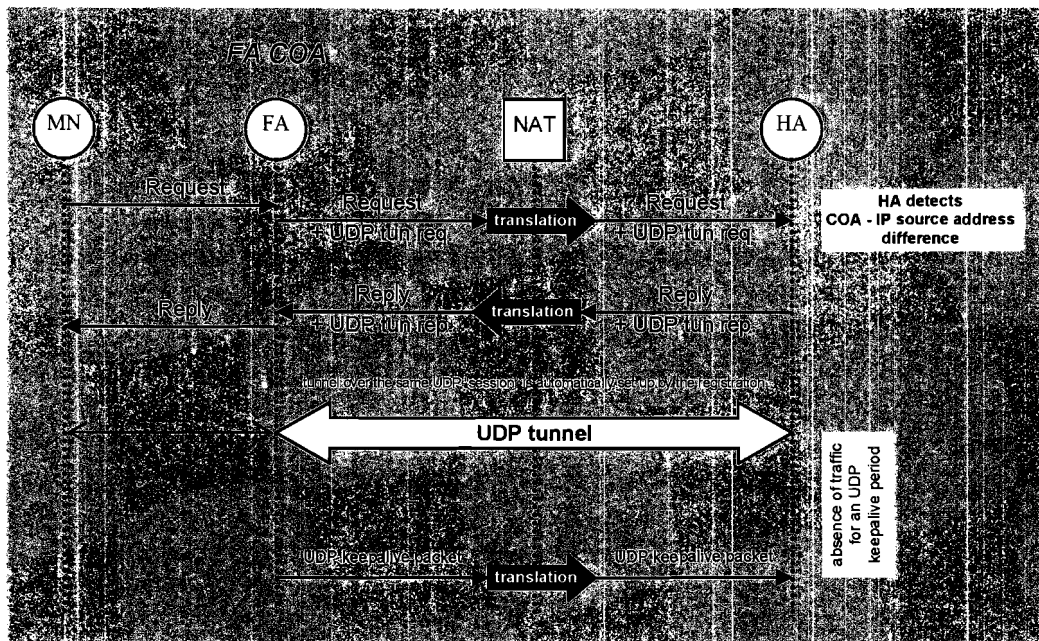 FA COA
MN
FA
NAT
HA
Request
Request
+ UDP tun req
translation
Request
+ UDP tun req
HA detects
COA - IP source address
difference
Reply
Reply
+ UDP tun rep
translation
Reply
+ UDP tun rep
tunnel over the same UDP "session" is automatically set up by the registration
UDP tunnel
absence of traffic
for an UDP
keepalive period
UDP keepalive packet
translation
UDP keepalive packet